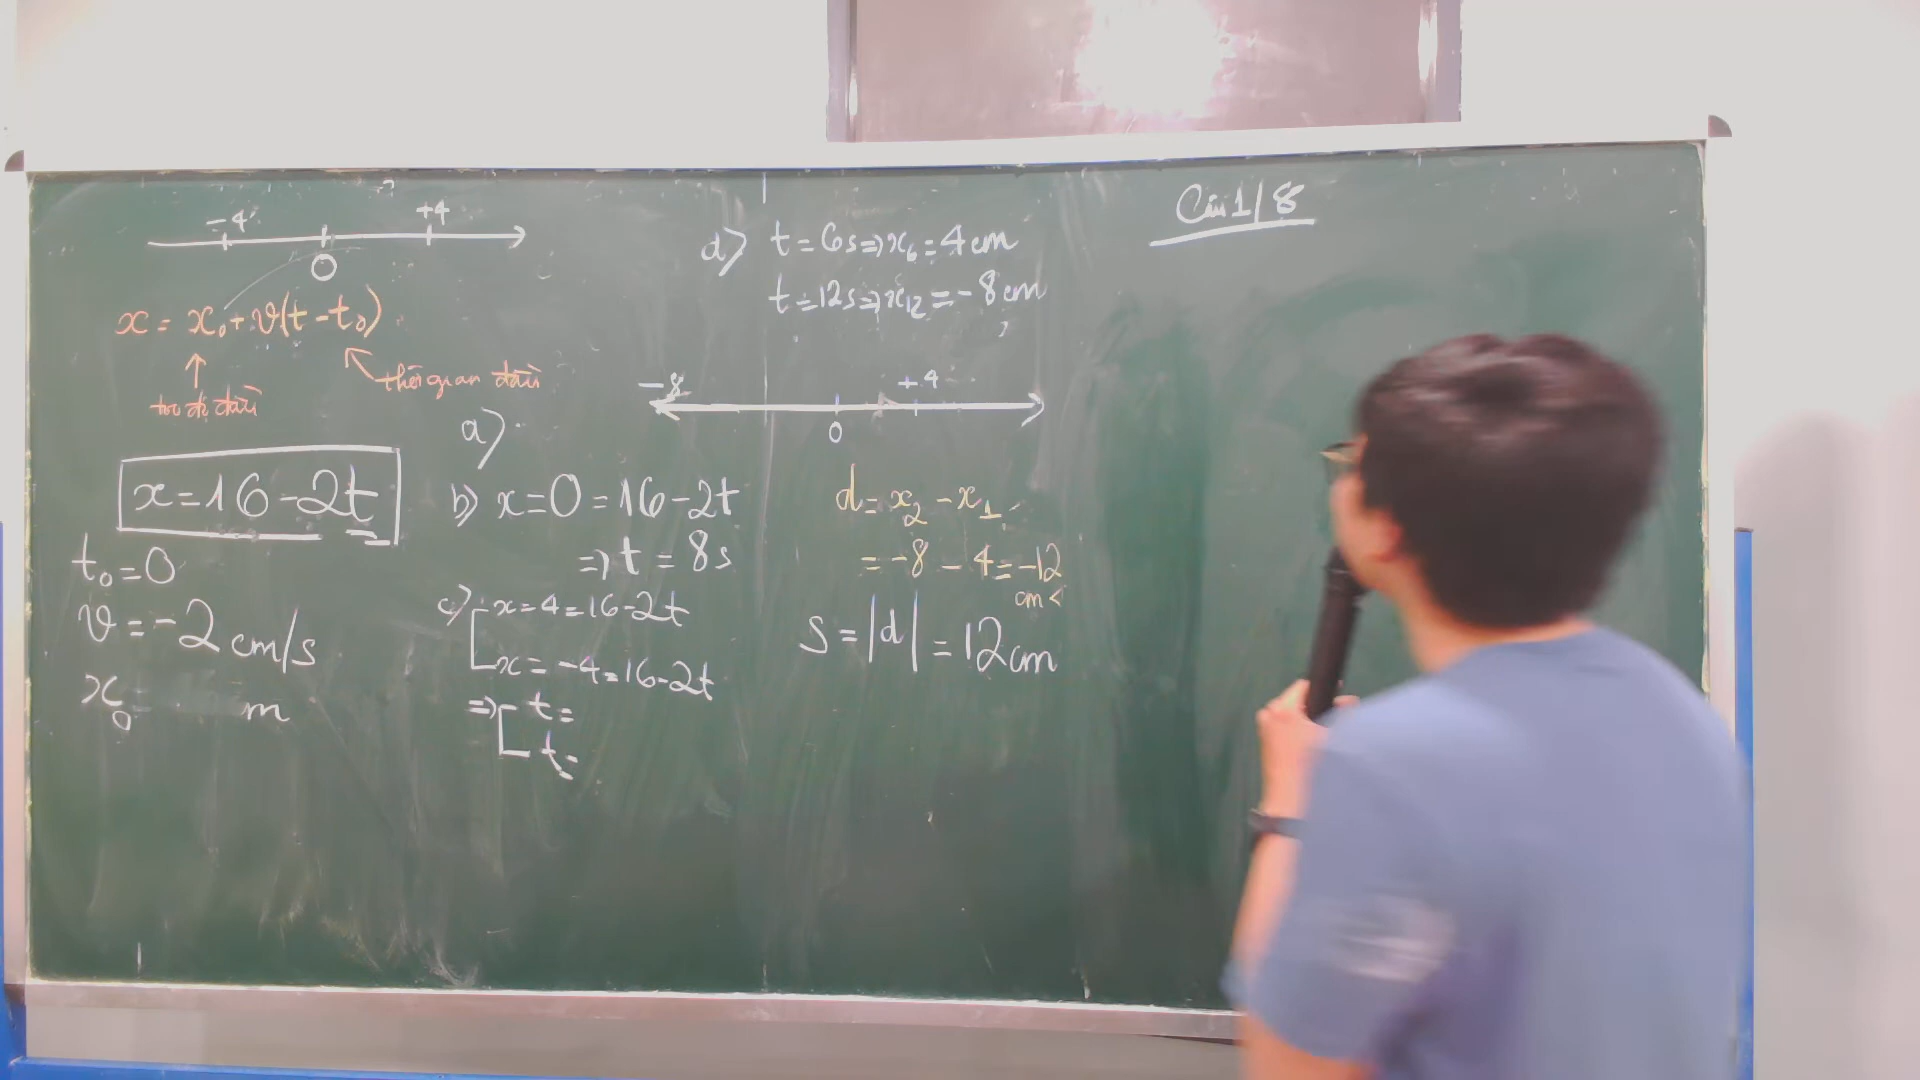 -4 +4
0
x = x₀ + v(t - t₀)
thời gian đầu
toạ độ đầu
x = 16 - 2t
t₀ = 0
v = -2 cm/s
x₀ = m
a)
b) x = 0 = 16 - 2t
=> t = 8s
c) x = 4 = 16 - 2t
x = -4 = 16 - 2t
=> t =
t =
d) t = 6s => x₆ = 4 cm
t = 12s => x₁₂ = -8 cm
-8 +4
0
d = x₂ - x₁
= -8 - 4 = -12
cm <
S = |d| = 12 cm
Câu 1/8